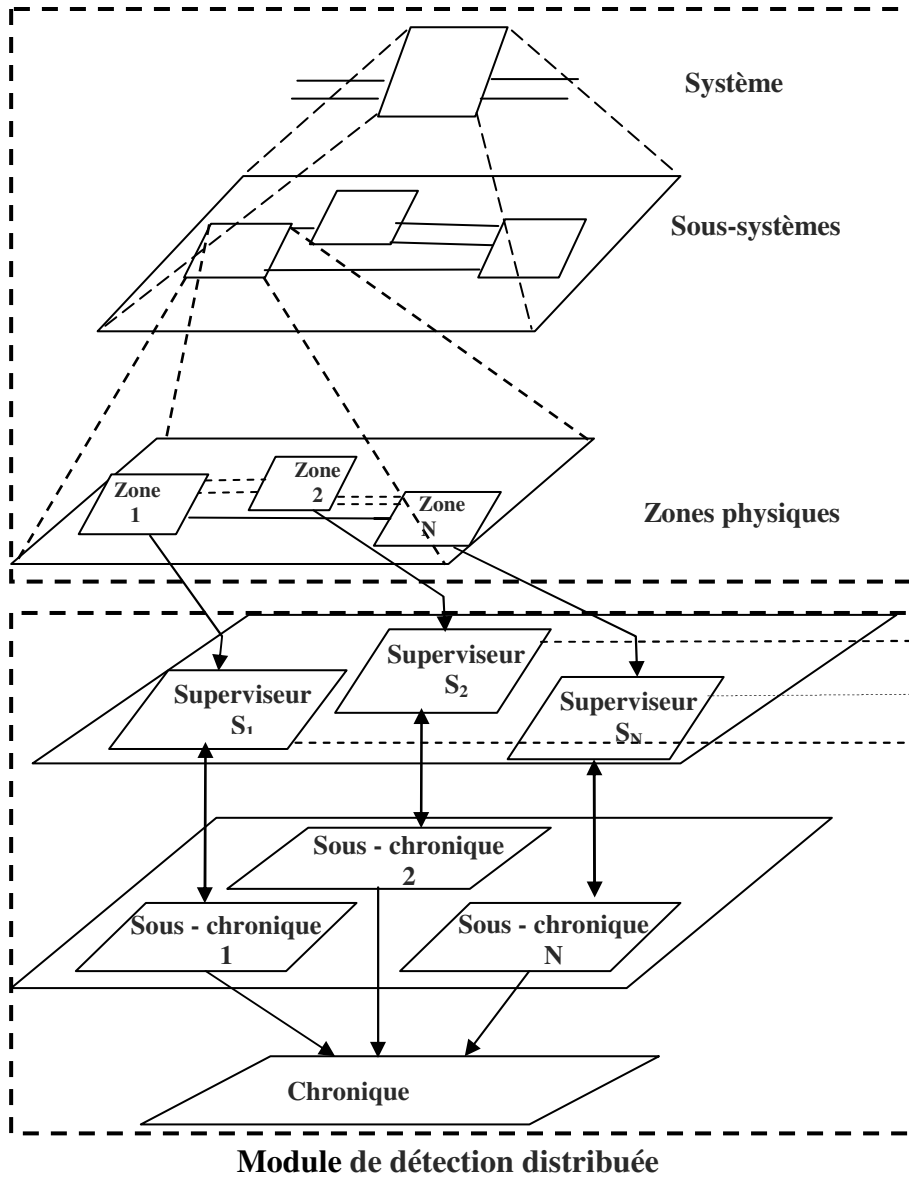 Système
Sous-systèmes
Zone
1
Zone
2
Zone
N
Zones physiques
Superviseur
S1
Superviseur
S2
Superviseur
SN
Sous - chronique
1
Sous - chronique
2
Sous - chronique
N
Chronique
Module de détection distribuée